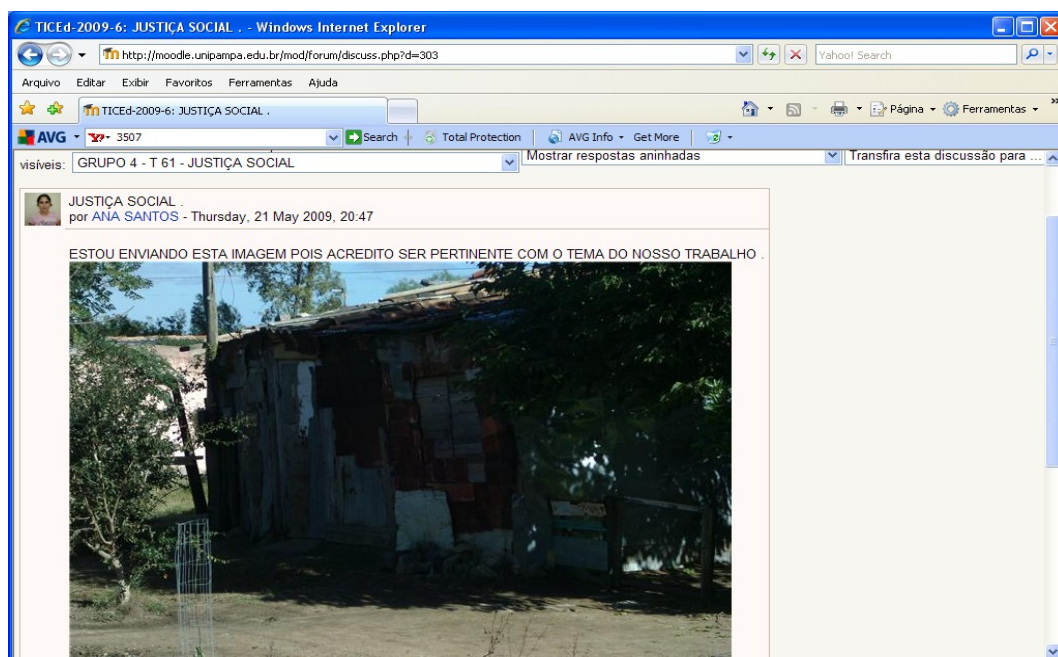 TICEd-2009-6: JUSTIÇA SOCIAL . - Windows Internet Explorer
http://moodle.unipampa.edu.br/mod/forum/discuss.php?d=303
Yahoo! Search
Arquivo Editar Exibir Favoritos Ferramentas Ajuda
TICEd-2009-6: JUSTIÇA SOCIAL .
Página Ferramentas
AVG Y? 3507 Search Total Protection AVG Info Get More
visíveis: GRUPO 4 - T 61 - JUSTIÇA SOCIAL Mostrar respostas aninhadas Transfira esta discussão para ...
JUSTIÇA SOCIAL .
por ANA SANTOS - Thursday, 21 May 2009, 20:47
ESTOU ENVIANDO ESTA IMAGEM POIS ACREDITO SER PERTINENTE COM O TEMA DO NOSSO TRABALHO .